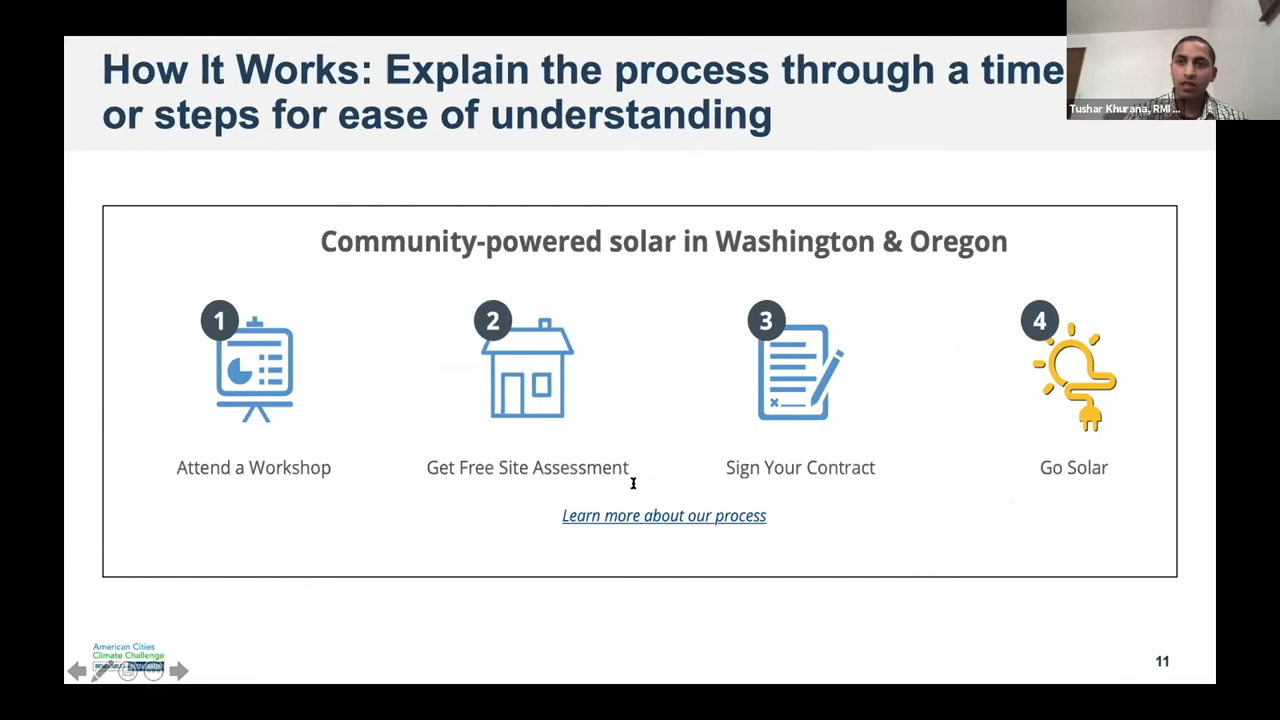 How It Works: Explain the process through a time
or steps for ease of understanding
Tushar Khurana, RMI ...
Community-powered solar in Washington & Oregon
1
2
3
4
Attend a Workshop
Get Free Site Assessment
Sign Your Contract
Go Solar
Learn more about our process
American Cities
Climate Challenge
11